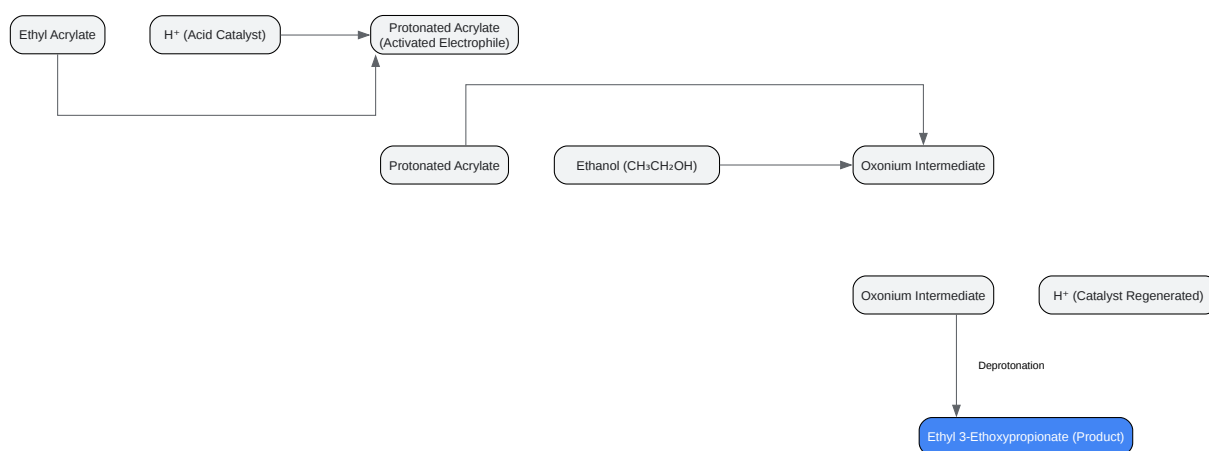 Ethyl Acrylate
H⁺ (Acid Catalyst)
Protonated Acrylate
(Activated Electrophile)
Protonated Acrylate
Ethanol (CH₃CH₂OH)
Oxonium Intermediate
Oxonium Intermediate
H⁺ (Catalyst Regenerated)
Deprotonation
Ethyl 3-Ethoxypropionate (Product)